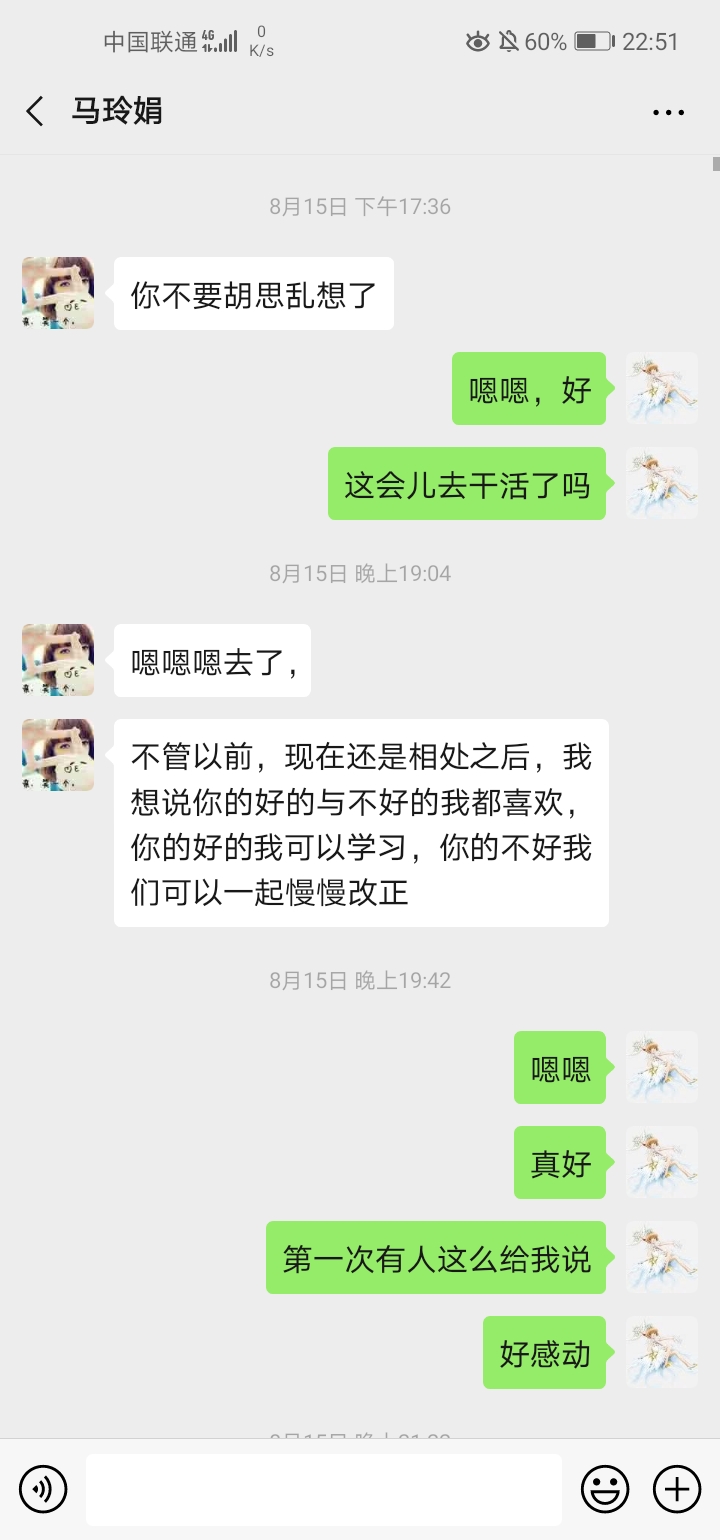 中国联通 4G 0 K/s 60% 22:51
马玲娟
8月15日 下午17:36
你不要胡思乱想了
嗯嗯，好
这会儿去干活了吗
8月15日 晚上19:04
嗯嗯嗯去了，
不管以前，现在还是相处之后，我
想说你的好的与不好的我都喜欢，
你的好的我可以学习，你的不好我
们可以一起慢慢改正
8月15日 晚上19:42
嗯嗯
真好
第一次有人这么给我说
好感动